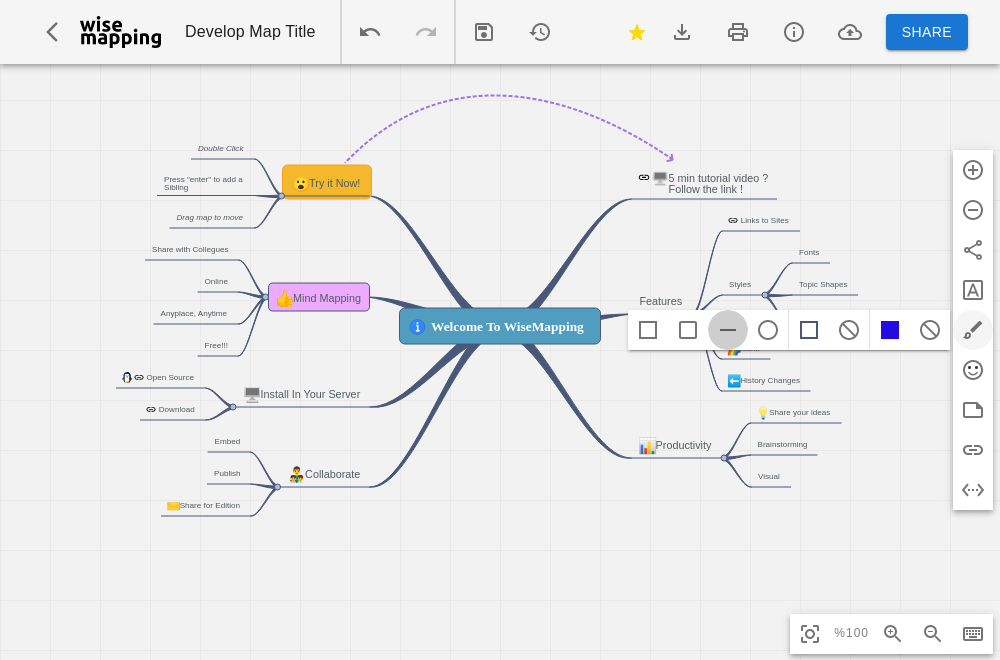 wise
mapping
Develop Map Title
SHARE
Double Click
Press "enter" to add a
Sibling
Drag map to move
Try it Now!
Share with Collegues
Online
Anyplace, Anytime
Free!!!
Mind Mapping
Open Source
Download
Install In Your Server
Embed
Publish
Share for Edition
Collaborate
Welcome To WiseMapping
5 min tutorial video ?
Follow the link !
Links to Sites
Fonts
Styles
Topic Shapes
Features
History Changes
Share your ideas
Productivity
Brainstorming
Visual
%100